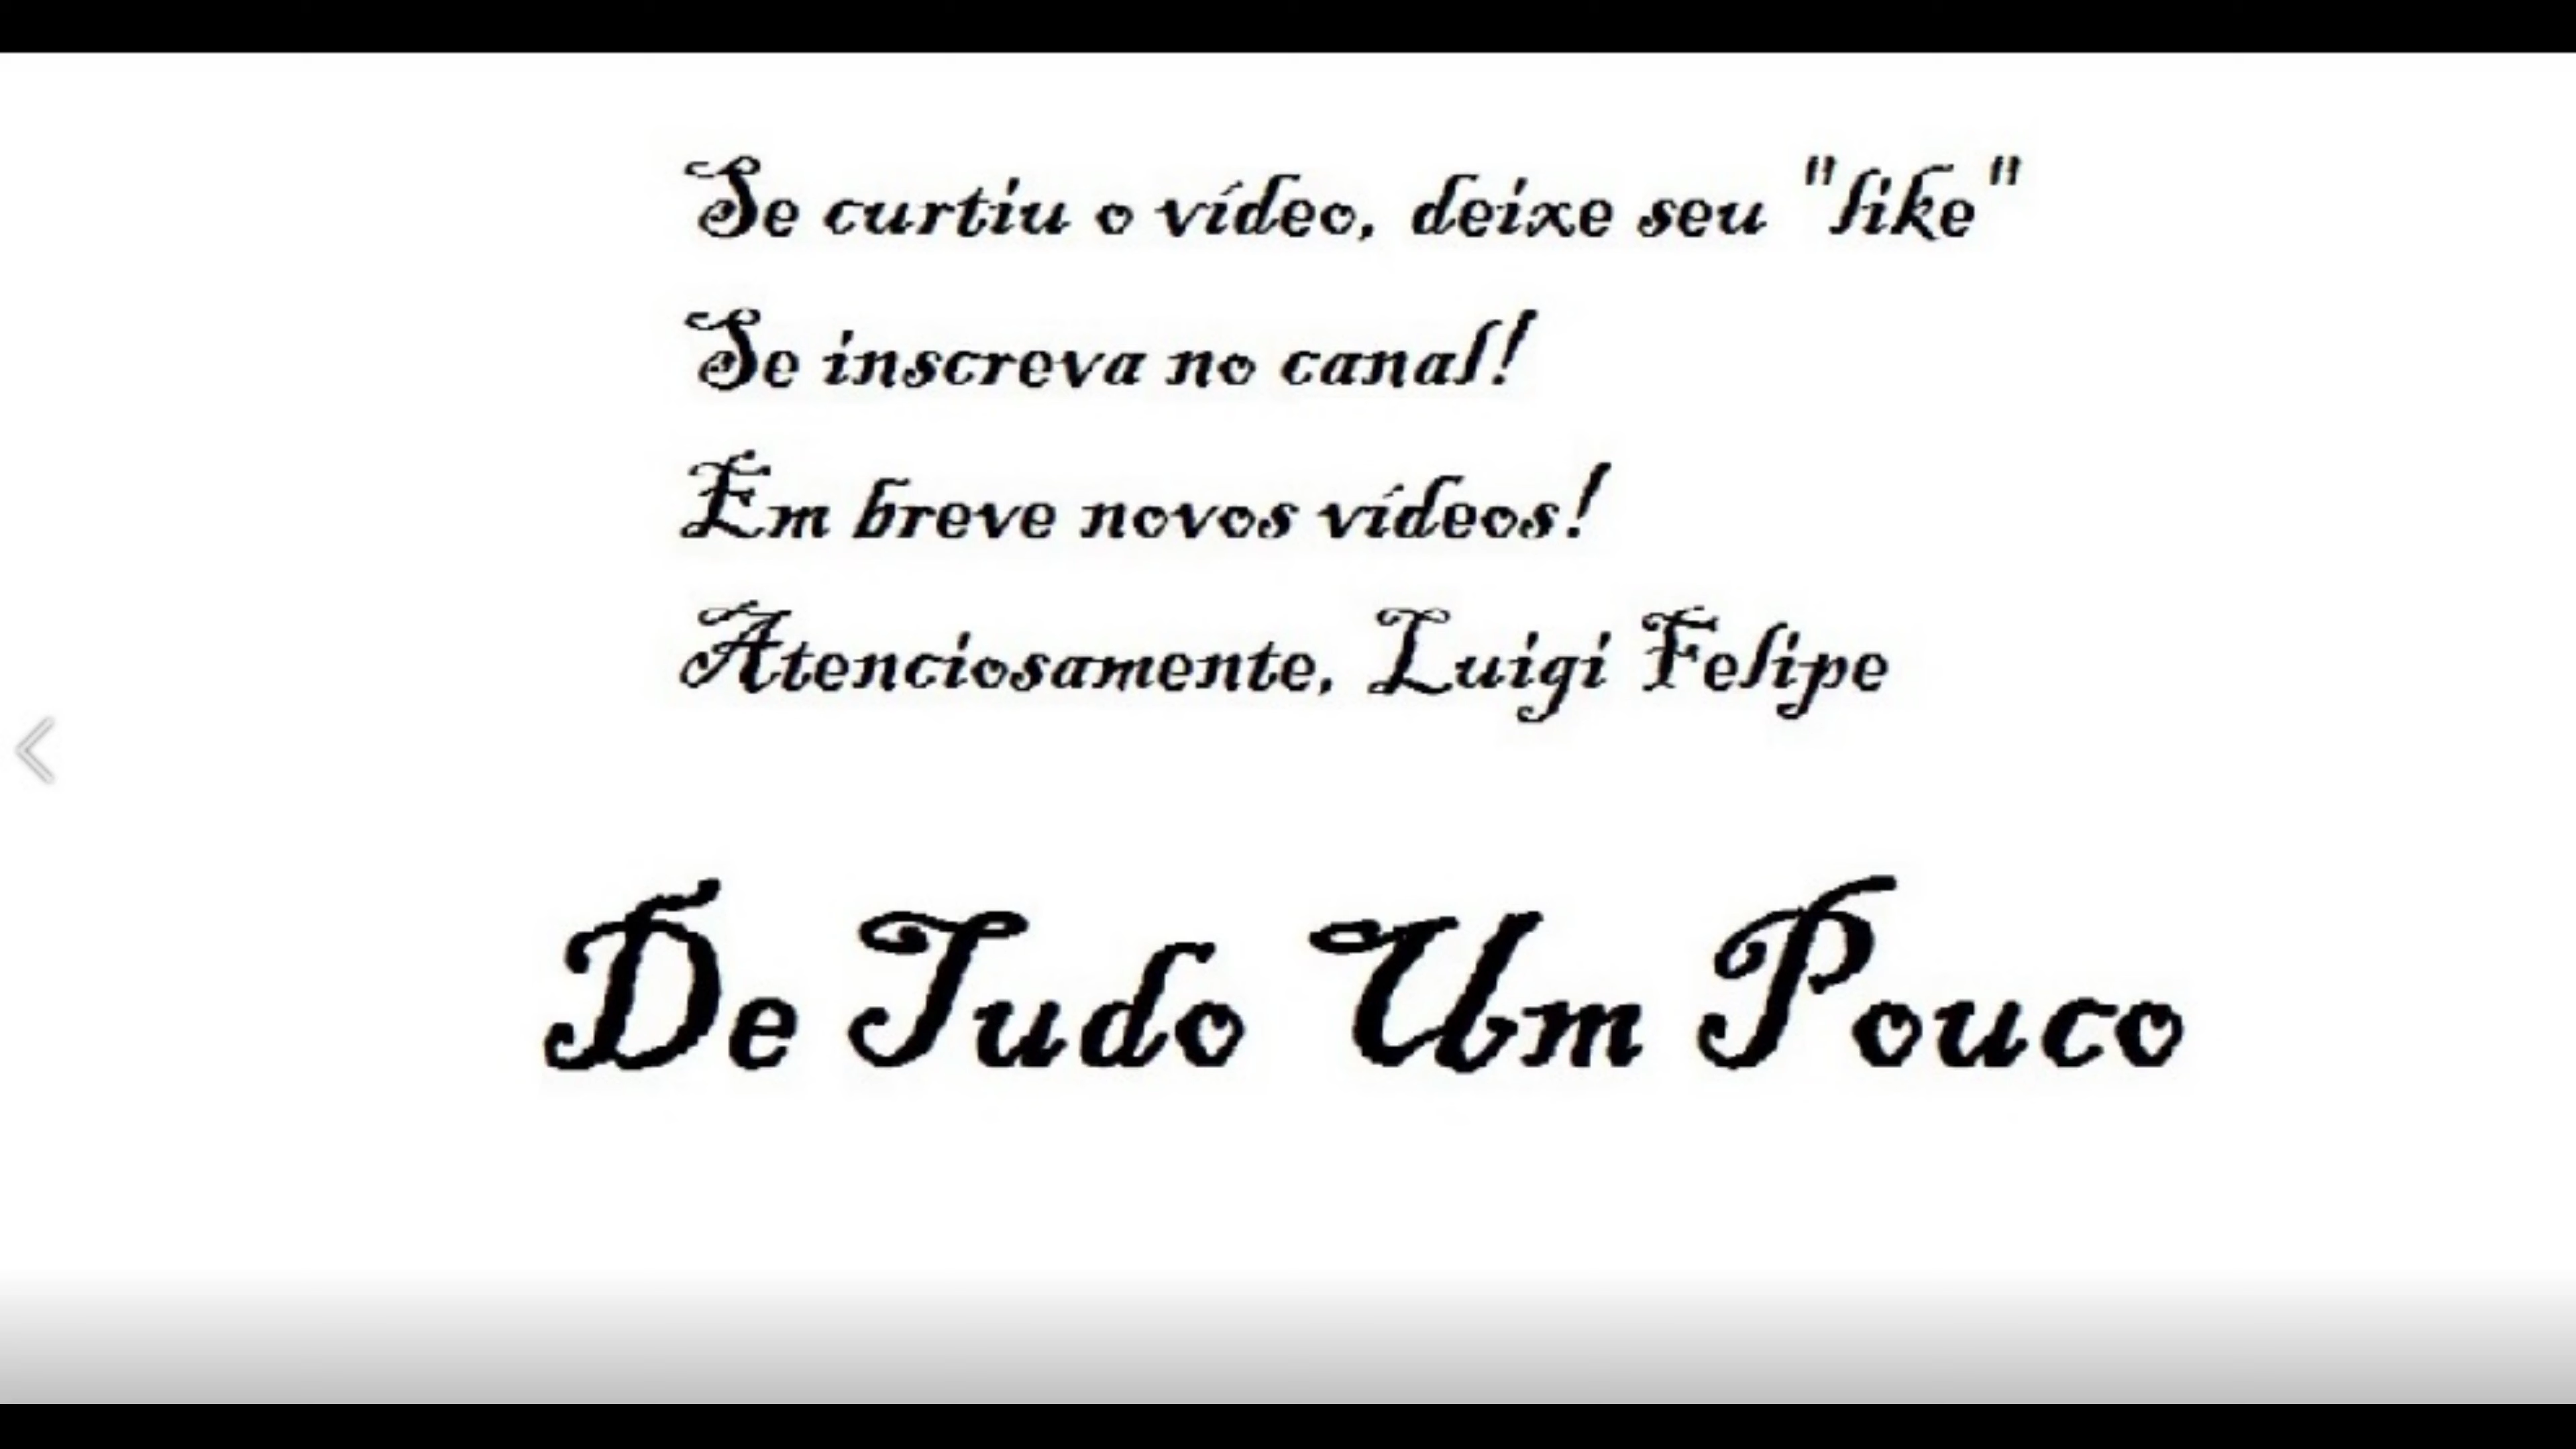 Se curtiu o vídeo, deixe seu "like"
Se inscreva no canal!
Em breve novos vídeos!
Atenciosamente, Luigi Felipe
De Tudo Um Pouco